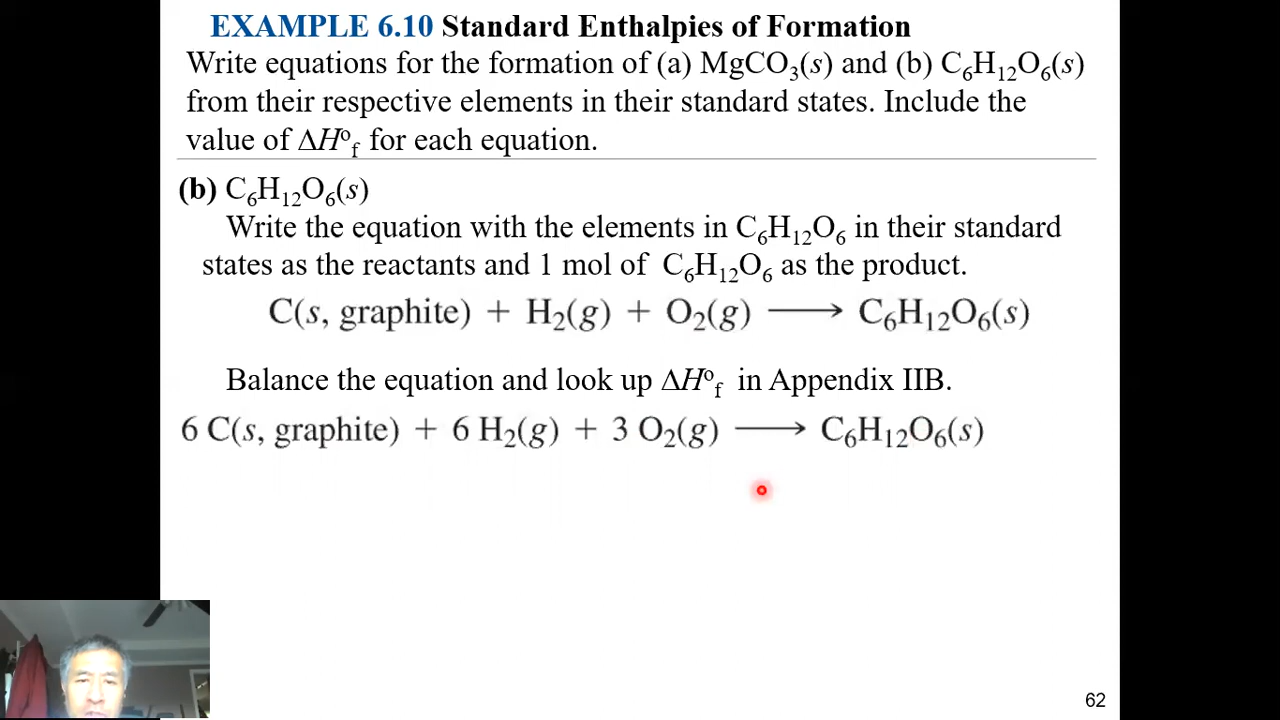 EXAMPLE 6.10 Standard Enthalpies of Formation
Write equations for the formation of (a) MgCO₃(s) and (b) C₆H₁₂O₆(s)
from their respective elements in their standard states. Include the
value of ΔH°f for each equation.
(b) C₆H₁₂O₆(s)
Write the equation with the elements in C₆H₁₂O₆ in their standard
states as the reactants and 1 mol of C₆H₁₂O₆ as the product.
C(s, graphite) + H₂(g) + O₂(g) ⟶ C₆H₁₂O₆(s)
Balance the equation and look up ΔH°f in Appendix IIB.
6 C(s, graphite) + 6 H₂(g) + 3 O₂(g) ⟶ C₆H₁₂O₆(s)
62